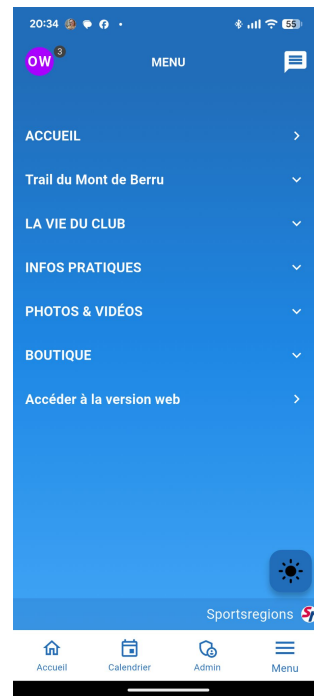 20:34
55
OW
3
MENU
ACCUEIL
Trail du Mont de Berru
LA VIE DU CLUB
INFOS PRATIQUES
PHOTOS & VIDÉOS
BOUTIQUE
Accéder à la version web
Sportsregions
Accueil
Calendrier
Admin
Menu